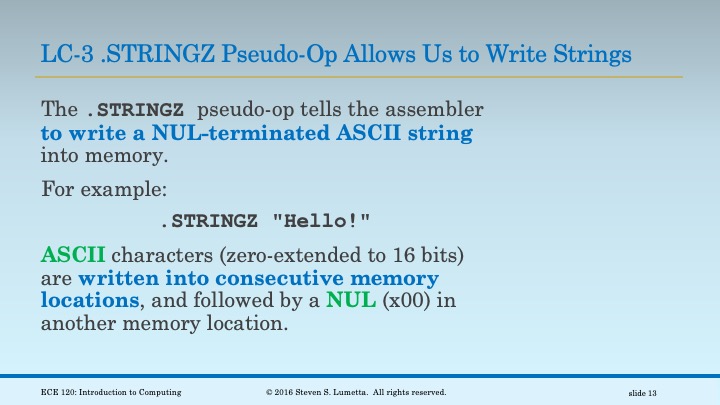 LC-3 .STRINGZ Pseudo-Op Allows Us to Write Strings
The .STRINGZ pseudo-op tells the assembler
to write a NUL-terminated ASCII string
into memory.
For example:
.STRINGZ "Hello!"
ASCII characters (zero-extended to 16 bits)
are written into consecutive memory
locations, and followed by a NUL (x00) in
another memory location.
ECE 120: Introduction to Computing © 2016 Steven S. Lumetta. All rights reserved. slide 13